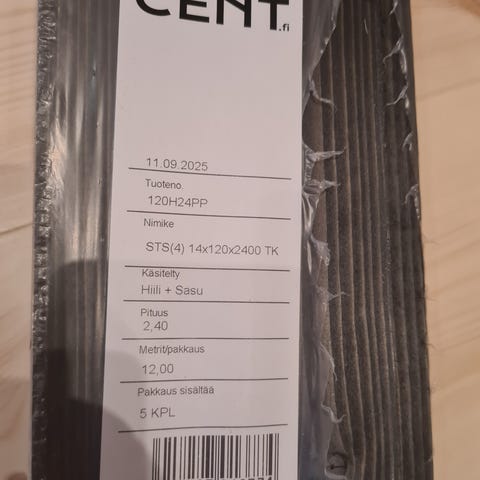 CENT.fi
11.09.2025
Tuoteno.
120H24PP
Nimike
STS(4) 14x120x2400 TK
Käsitelty
Hiili + Sasu
Pituus
2,40
Metrit/pakkaus
12,00
Pakkaus sisältää
5 KPL